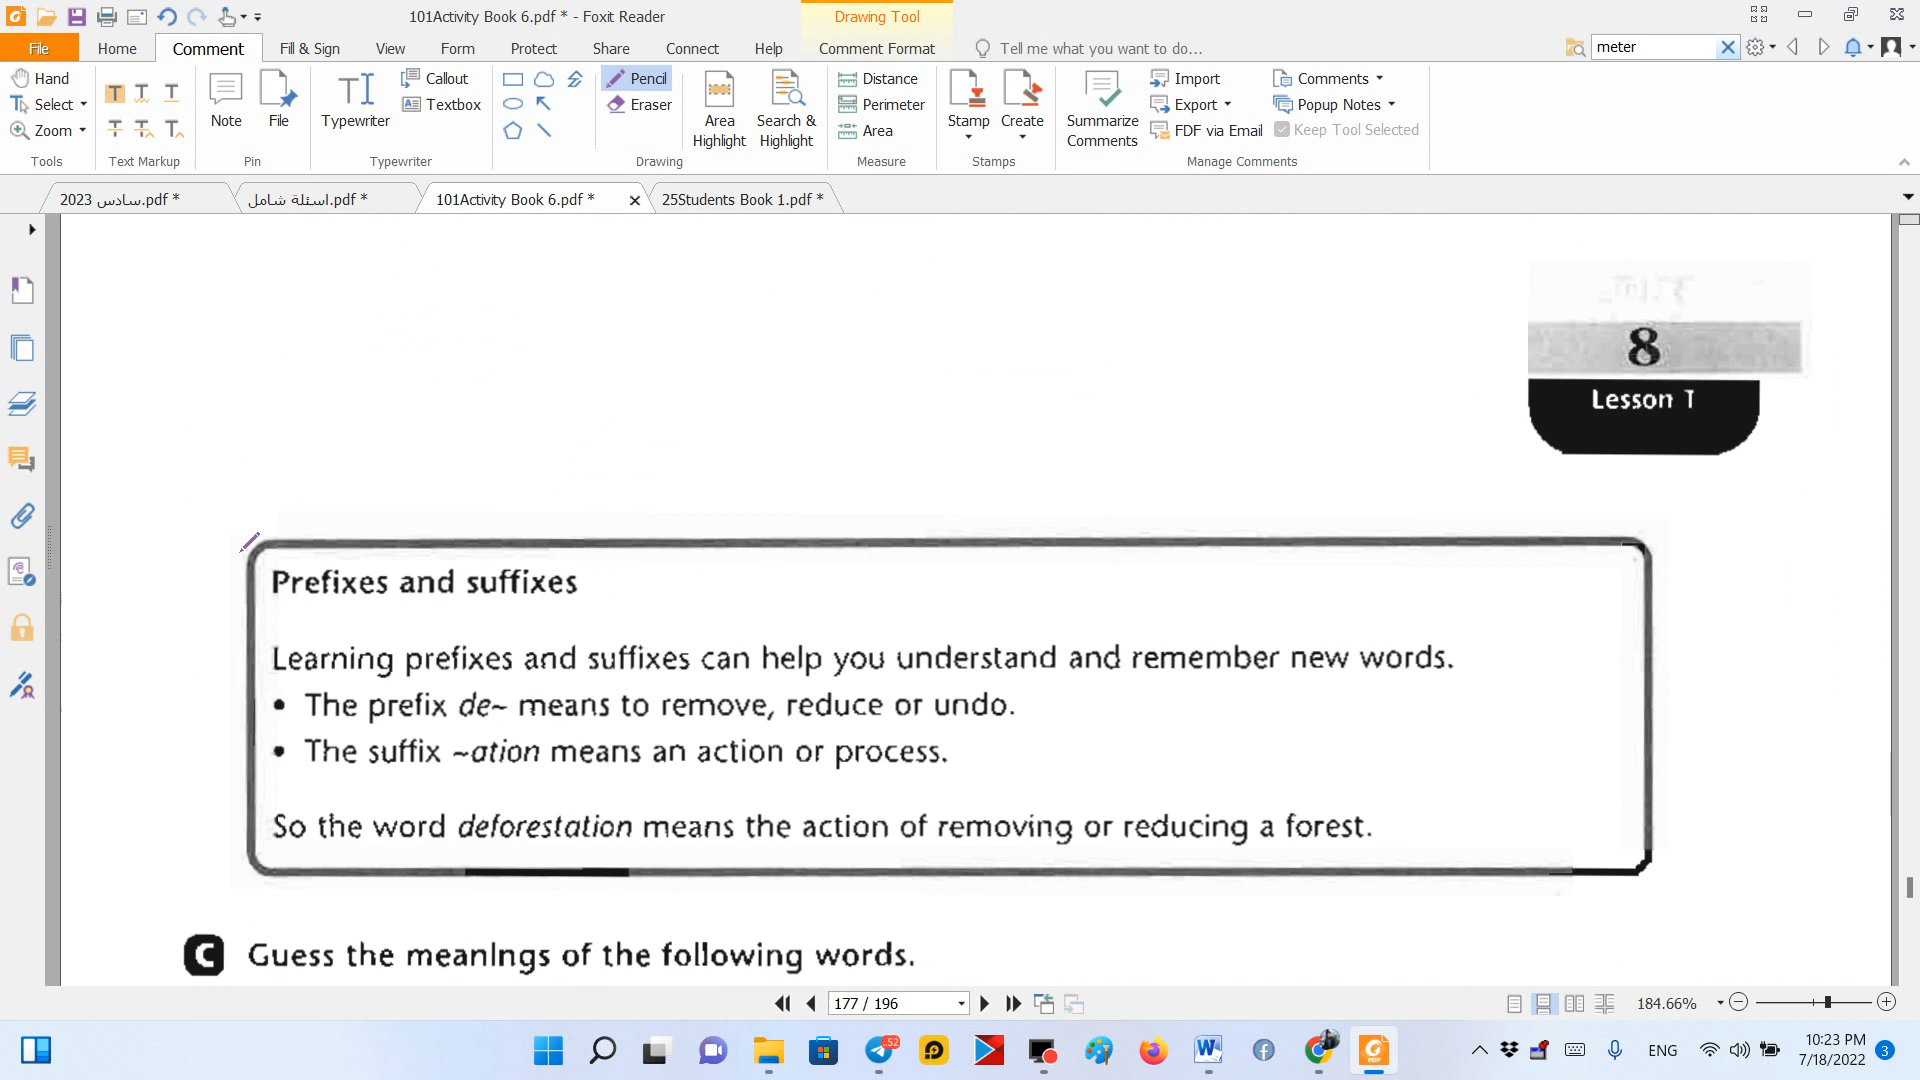 101Activity Book 6.pdf * - Foxit Reader
Drawing Tool
File Home Comment Fill & Sign View Form Protect Share Connect Help Comment Format Tell me what you want to do... meter
Hand
Select
Zoom
Tools
Text Markup
Note
File
Pin
Typewriter
Callout
Textbox
Typewriter
Pencil
Eraser
Area Highlight
Search & Highlight
Drawing
Distance
Perimeter
Area
Measure
Stamp
Create
Stamps
Summarize Comments
Import
Export
FDF via Email
Comments
Popup Notes
Keep Tool Selected
Manage Comments
2023 سادس.pdf *
اسئلة شامل.pdf *
101Activity Book 6.pdf *
25Students Book 1.pdf *
8
Lesson 1
Prefixes and suffixes
Learning prefixes and suffixes can help you understand and remember new words.
• The prefix de~ means to remove, reduce or undo.
• The suffix ~ation means an action or process.
So the word deforestation means the action of removing or reducing a forest.
C Guess the meanings of the following words.
177 / 196
184.66%
..52
ENG
10:23 PM
7/18/2022
3